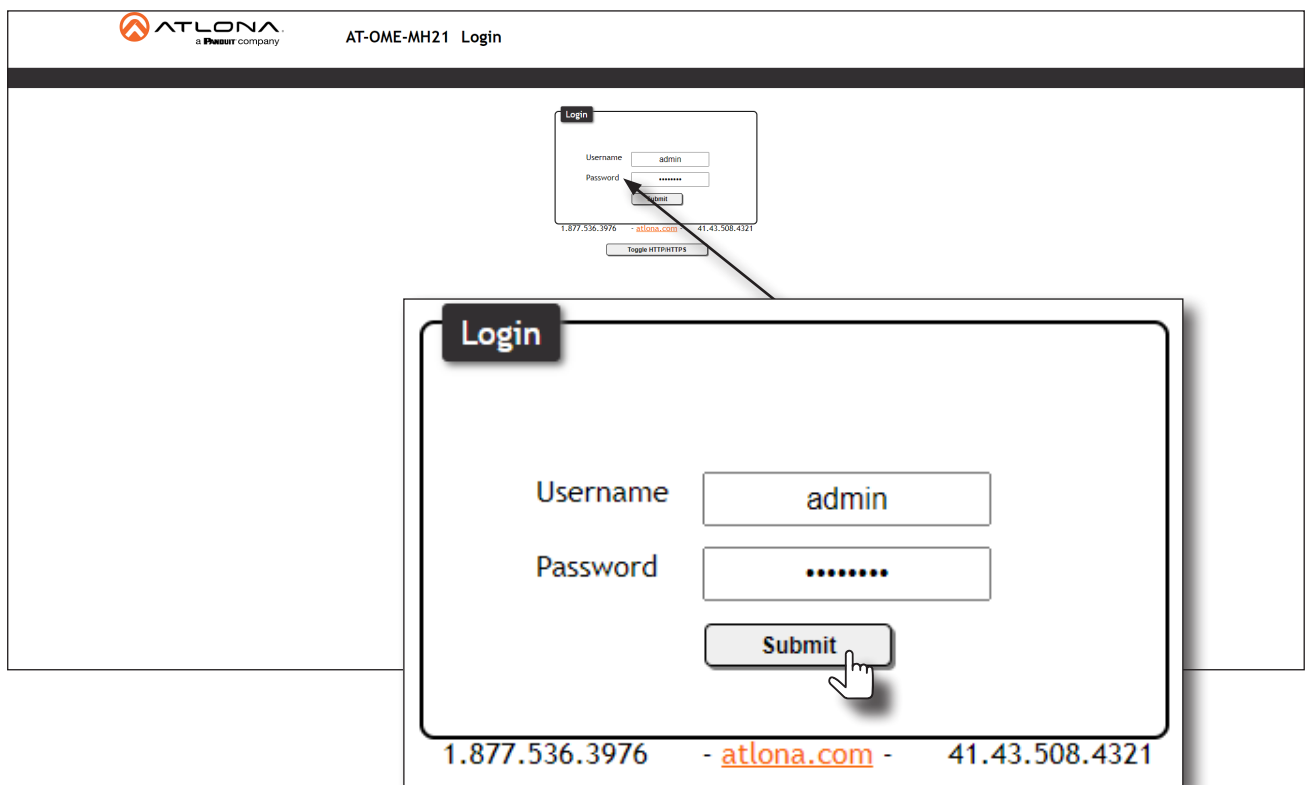 ATLONA.
a PANDUIT company
AT-OME-MH21 Login
Login
Username admin
Password ••••••••
Submit
1.877.536.3976 - atlona.com - 41.43.508.4321
Toggle HTTP/HTTPS
Login
Username admin
Password ••••••••
Submit
1.877.536.3976 - atlona.com - 41.43.508.4321